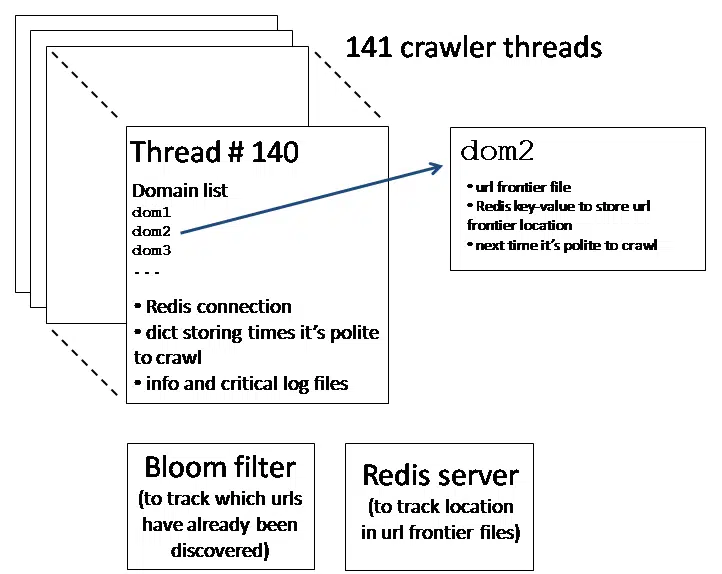 141 crawler threads
Thread # 140
Domain list
dom1
dom2
dom3
---
• Redis connection
• dict storing times it's polite
to crawl
• info and critical log files
dom2
• url frontier file
• Redis key-value to store url
frontier location
• next time it's polite to crawl
Bloom filter
(to track which urls
have already been
discovered)
Redis server
(to track location
in url frontier files)